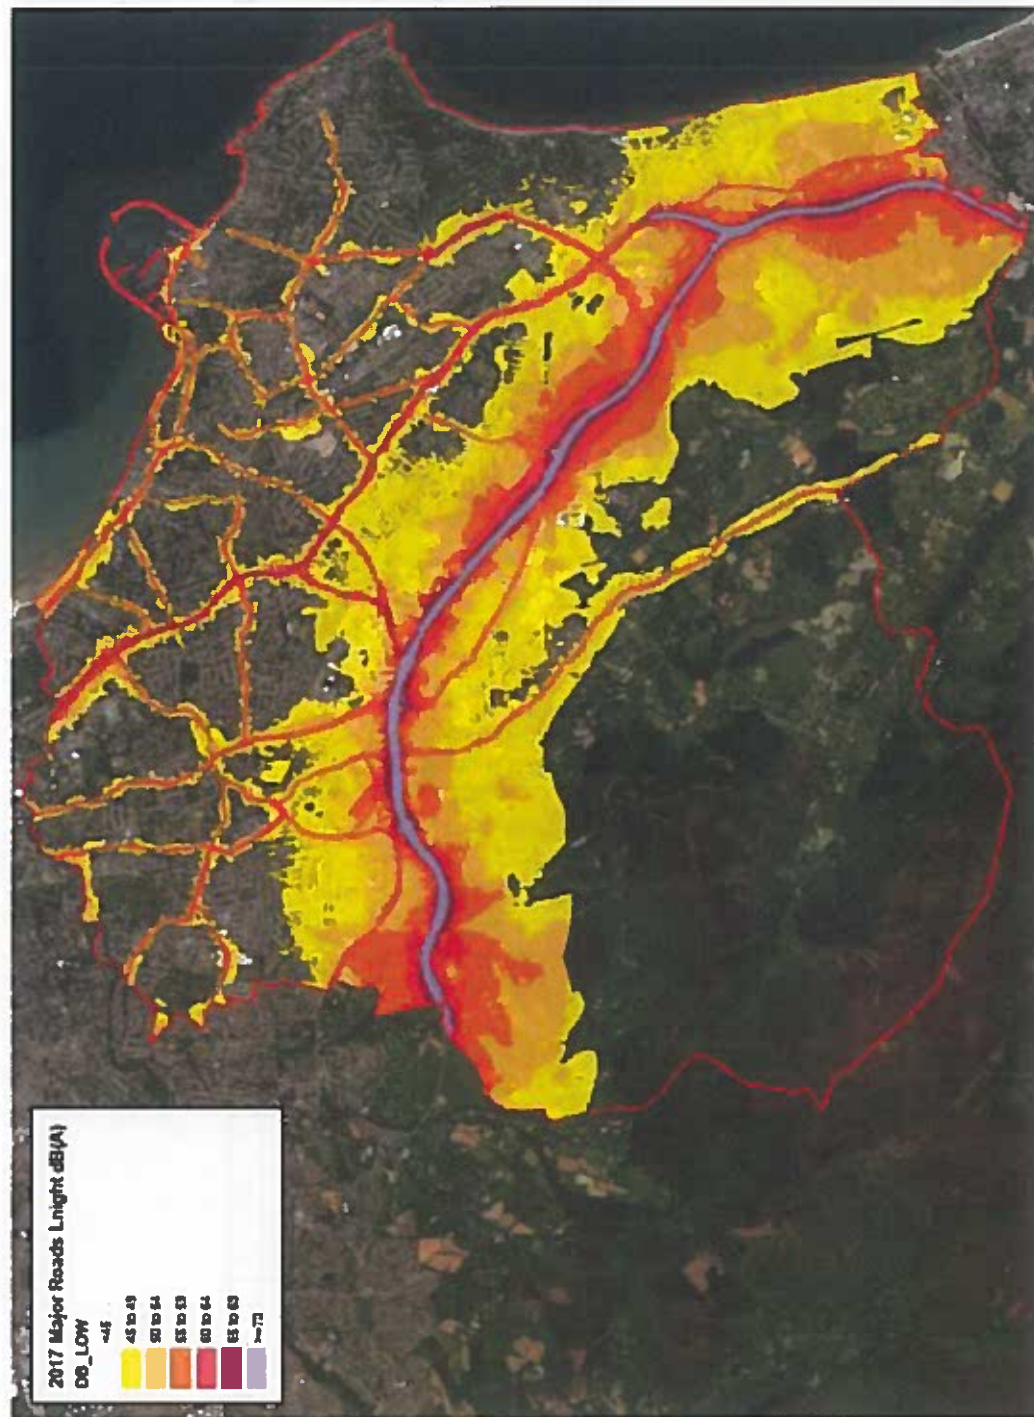 2017 Major Roads Lnight dB(A)
DB_LOW
<45
45 to 49
50 to 54
55 to 59
60 to 64
65 to 69
>=70